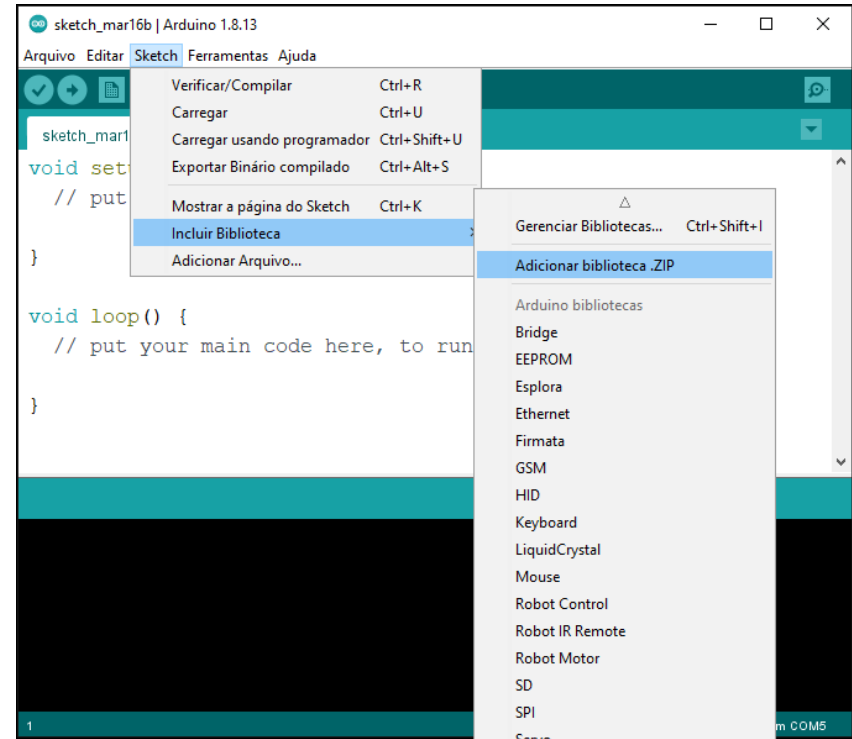 sketch_mar16b | Arduino 1.8.13
Arquivo Editar Sketch Ferramentas Ajuda
sketch_mar1
void set
// put
}
void loop() {
// put your main code here, to run
}
Verificar/Compilar Ctrl+R
Carregar Ctrl+U
Carregar usando programador Ctrl+Shift+U
Exportar Binário compilado Ctrl+Alt+S
Mostrar a página do Sketch Ctrl+K
Incluir Biblioteca
Adicionar Arquivo...
Gerenciar Bibliotecas... Ctrl+Shift+I
Adicionar biblioteca .ZIP
Arduino bibliotecas
Bridge
EEPROM
Esplora
Ethernet
Firmata
GSM
HID
Keyboard
LiquidCrystal
Mouse
Robot Control
Robot IR Remote
Robot Motor
SD
SPI
1
m COM5